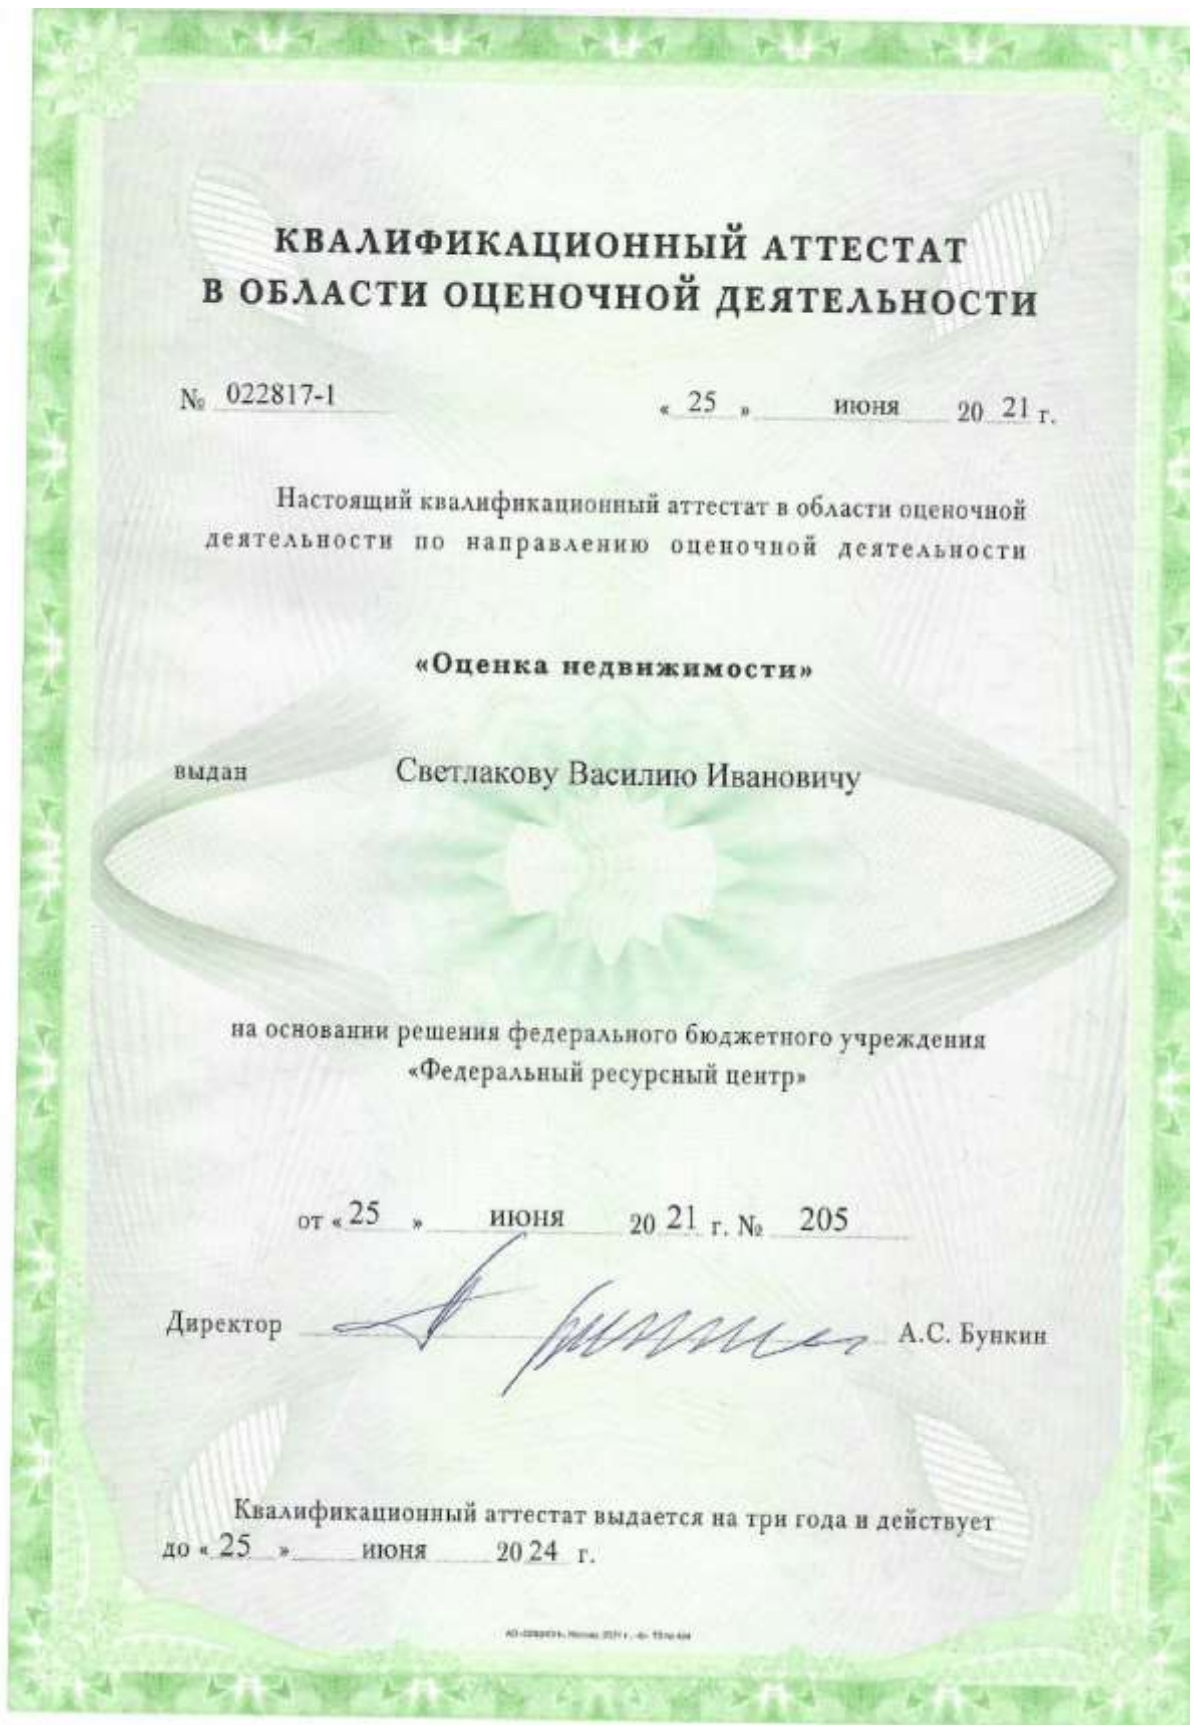 КВАЛИФИКАЦИОННЫЙ АТТЕСТАТ
В ОБЛАСТИ ОЦЕНОЧНОЙ ДЕЯТЕЛЬНОСТИ
№ 022817-1 « 25 » июня 20 21 г.
Настоящий квалификационный аттестат в области оценочной
деятельности по направлению оценочной деятельности
«Оценка недвижимости»
выдан Светлакову Василию Ивановичу
на основании решения федерального бюджетного учреждения
«Федеральный ресурсный центр»
от « 25 » июня 20 21 г. № 205
Директор А.С. Бункин
Квалификационный аттестат выдается на три года и действует
до « 25 » июня 20 24 г.